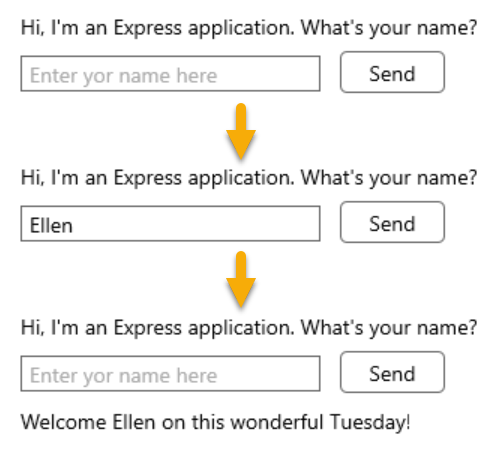 Hi, I'm an Express application. What's your name?
Enter yor name here Send
Hi, I'm an Express application. What's your name?
Ellen Send
Hi, I'm an Express application. What's your name?
Enter yor name here Send
Welcome Ellen on this wonderful Tuesday!